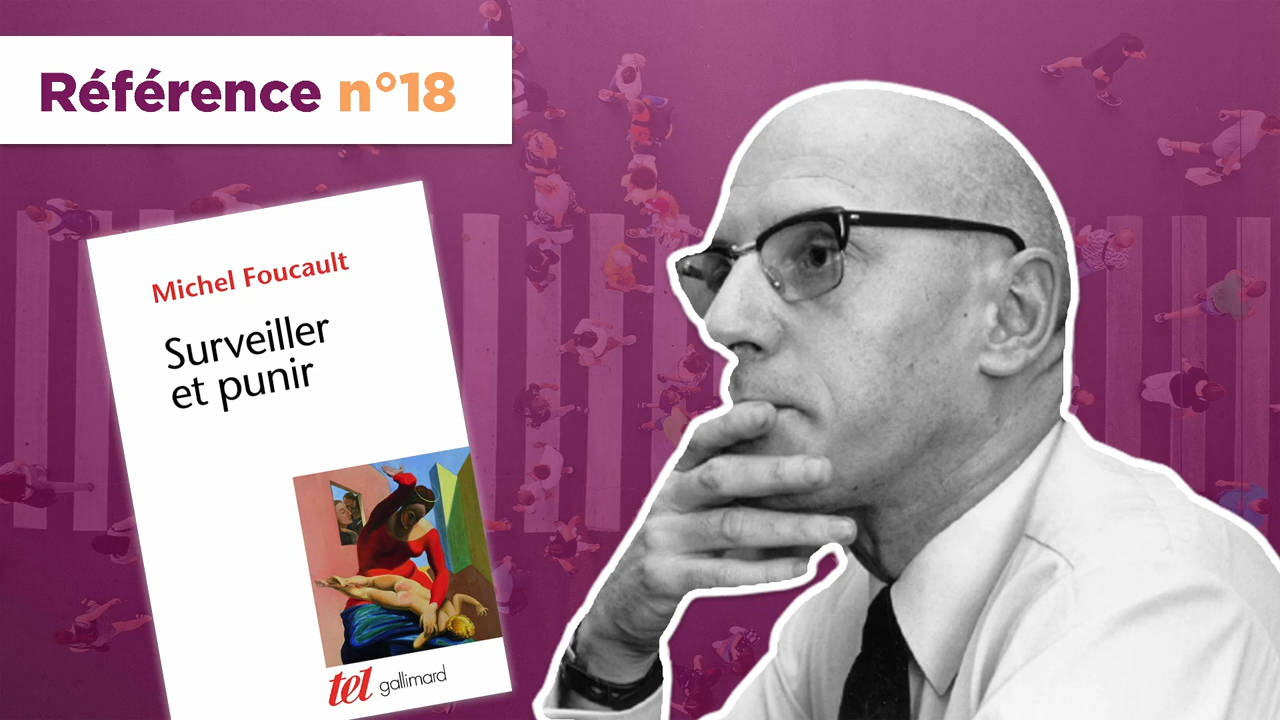 Référence n°18
Michel Foucault
Surveiller
et punir
tel gallimard